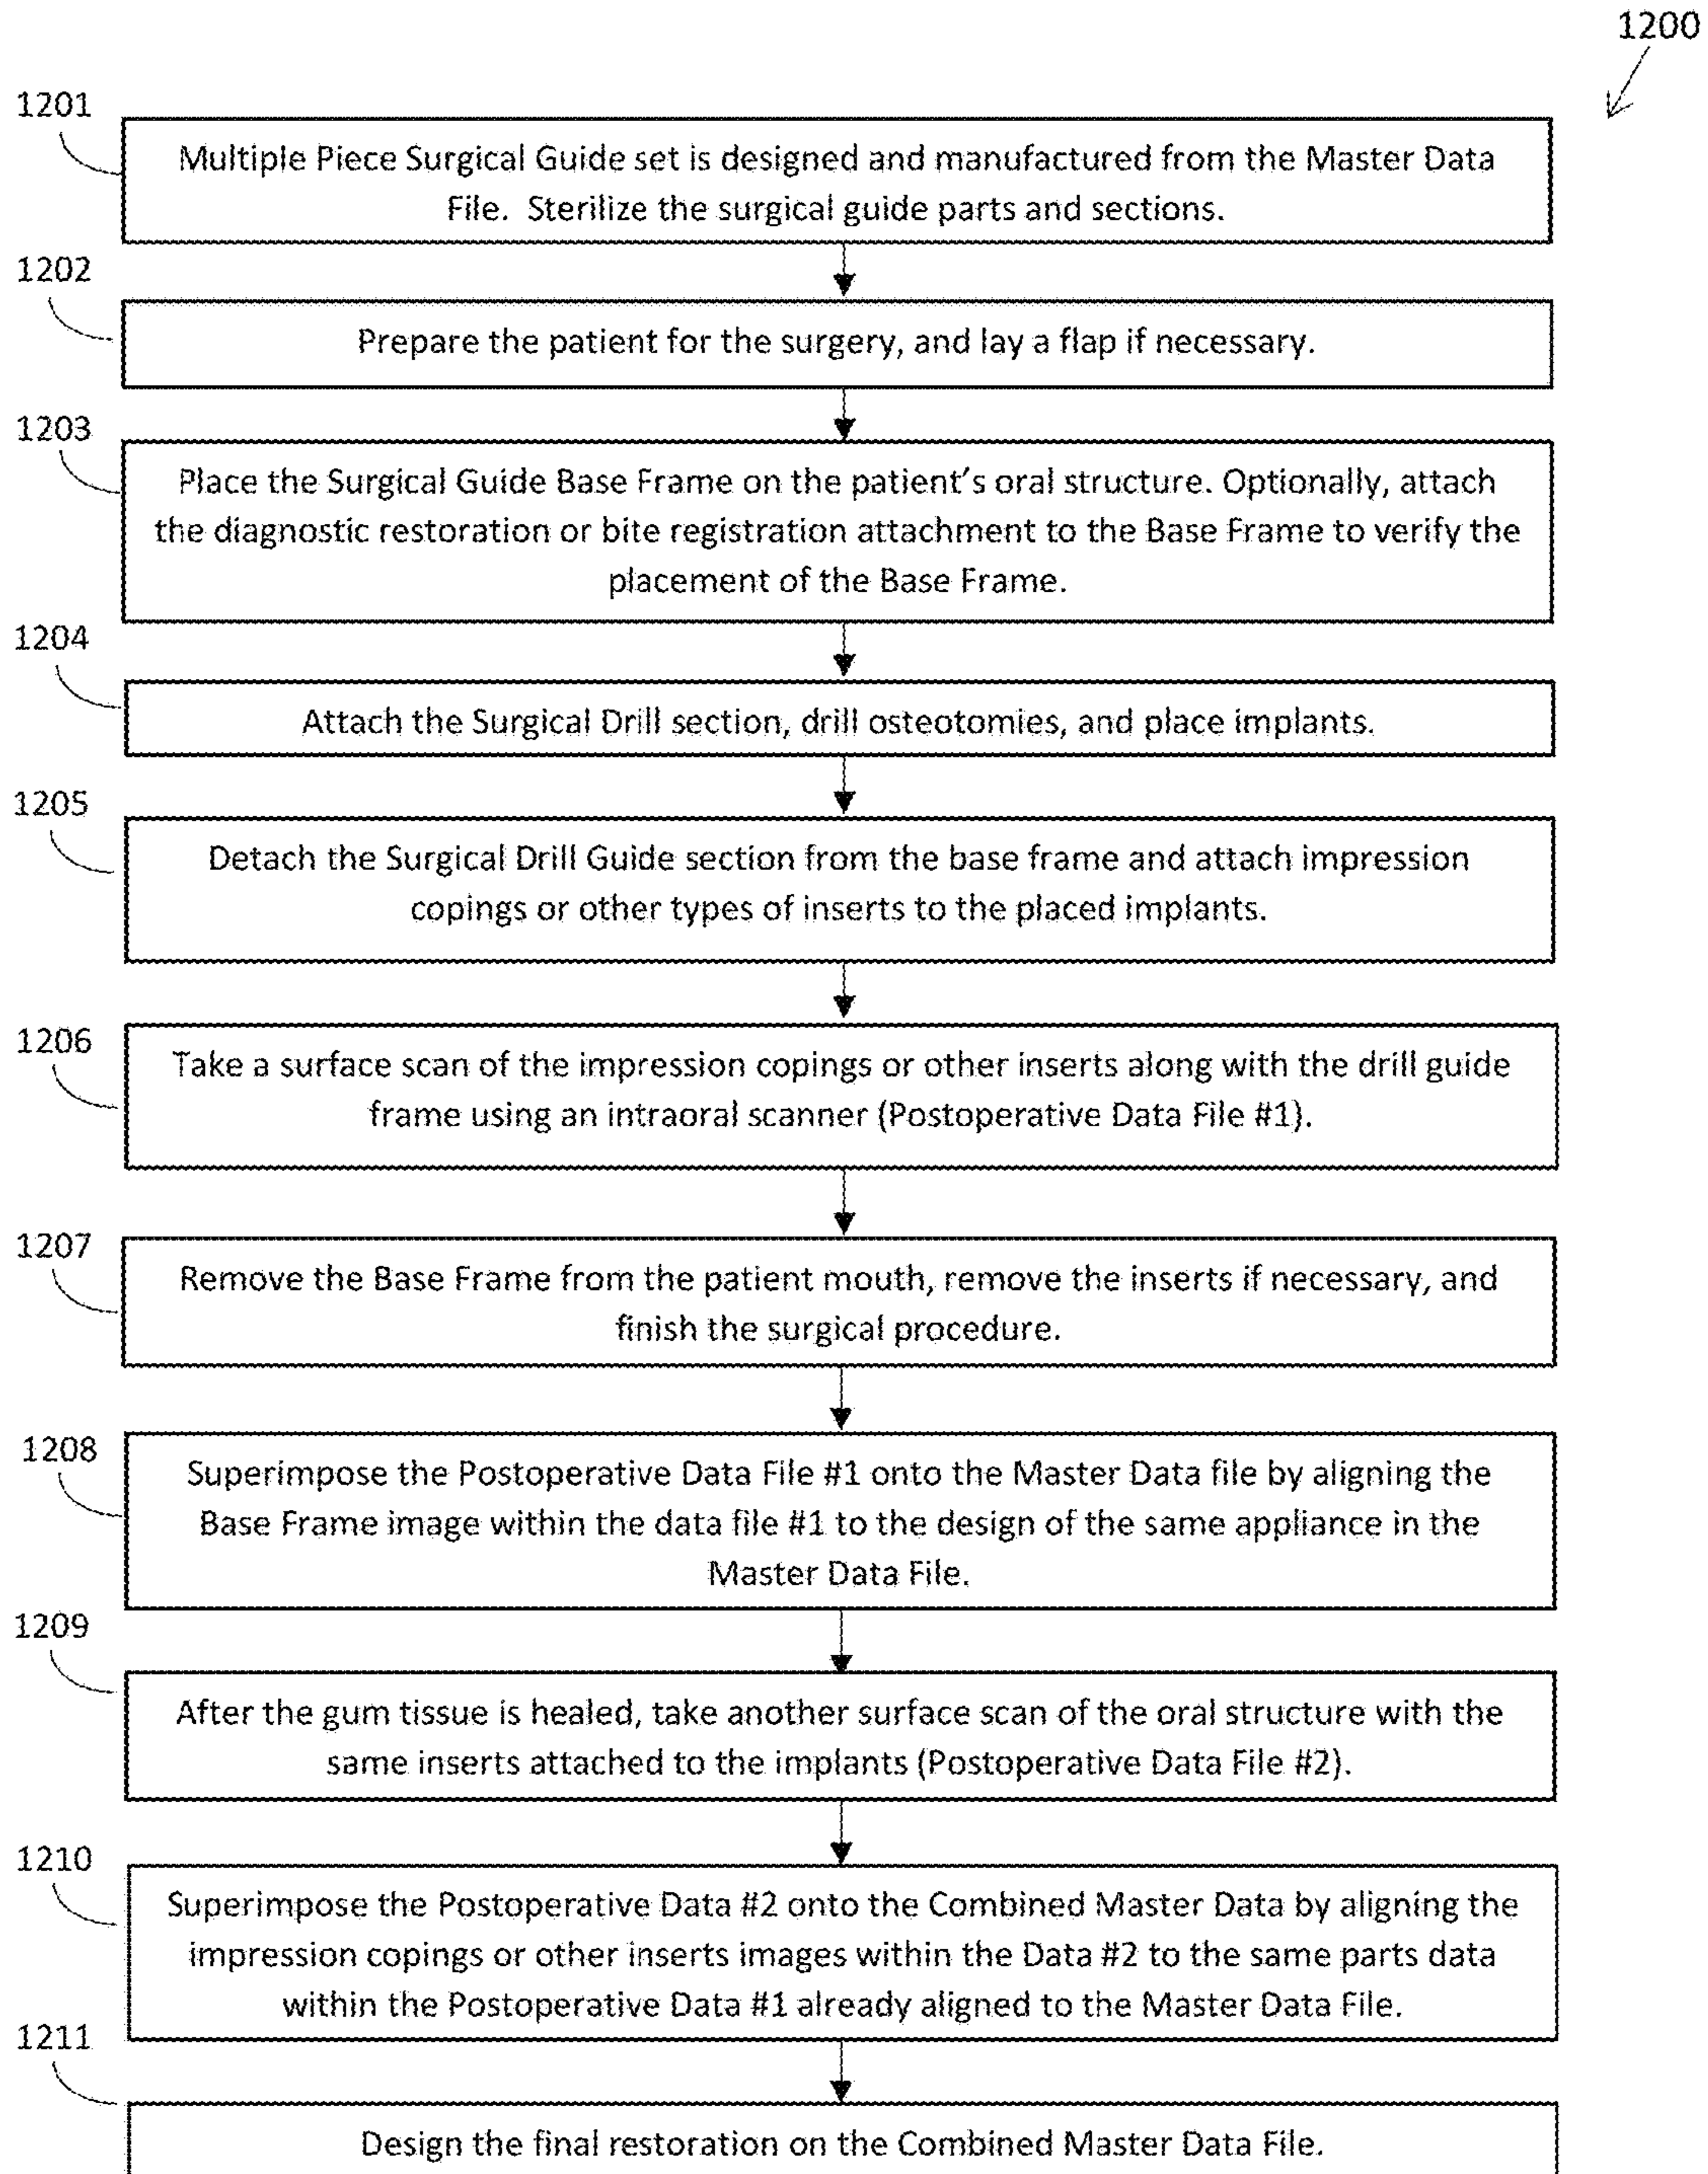 1200
1201
Multiple Piece Surgical Guide set is designed and manufactured from the Master Data
File.  Sterilize the surgical guide parts and sections.
1202
Prepare the patient for the surgery, and lay a flap if necessary.
1203
Place the Surgical Guide Base Frame on the patient's oral structure. Optionally, attach
the diagnostic restoration or bite registration attachment to the Base Frame to verify the
placement of the Base Frame.
1204
Attach the Surgical Drill section, drill osteotomies, and place implants.
1205
Detach the Surgical Drill Guide section from the base frame and attach impression
copings or other types of inserts to the placed implants.
1206
Take a surface scan of the impression copings or other inserts along with the drill guide
frame using an intraoral scanner (Postoperative Data File #1).
1207
Remove the Base Frame from the patient mouth, remove the inserts if necessary, and
finish the surgical procedure.
1208
Superimpose the Postoperative Data File #1 onto the Master Data file by aligning the
Base Frame image within the data file #1 to the design of the same appliance in the
Master Data File.
1209
After the gum tissue is healed, take another surface scan of the oral structure with the
same inserts attached to the implants (Postoperative Data File #2).
1210
Superimpose the Postoperative Data #2 onto the Combined Master Data by aligning the
impression copings or other inserts images within the Data #2 to the same parts data
within the Postoperative Data #1 already aligned to the Master Data File.
1211
Design the final restoration on the Combined Master Data File.